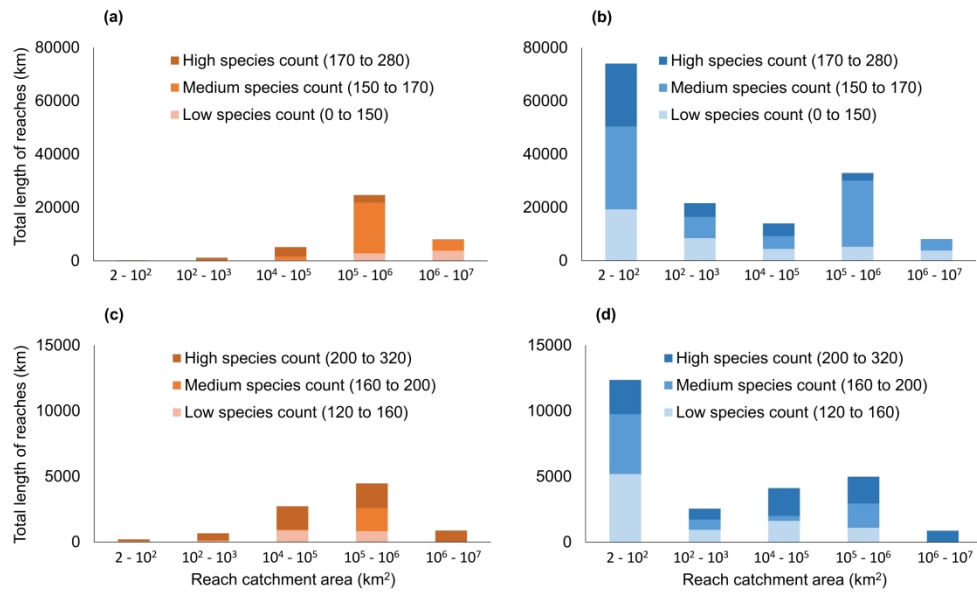 (a)
80000
60000
40000
20000
0
Total length of reaches (km)
High species count (170 to 280)
Medium species count (150 to 170)
Low species count (0 to 150)
2 - 10²
10² - 10³
10⁴ - 10⁵
10⁵ - 10⁶
10⁶ - 10⁷
(b)
80000
60000
40000
20000
0
High species count (170 to 280)
Medium species count (150 to 170)
Low species count (0 to 150)
2 - 10²
10² - 10³
10⁴ - 10⁵
10⁵ - 10⁶
10⁶ - 10⁷
(c)
15000
10000
5000
0
Total length of reaches (km)
High species count (200 to 320)
Medium species count (160 to 200)
Low species count (120 to 160)
2 - 10²
10² - 10³
10⁴ - 10⁵
10⁵ - 10⁶
10⁶ - 10⁷
Reach catchment area (km²)
(d)
15000
10000
5000
0
High species count (200 to 320)
Medium species count (160 to 200)
Low species count (120 to 160)
2 - 10²
10² - 10³
10⁴ - 10⁵
10⁵ - 10⁶
10⁶ - 10⁷
Reach catchment area (km²)